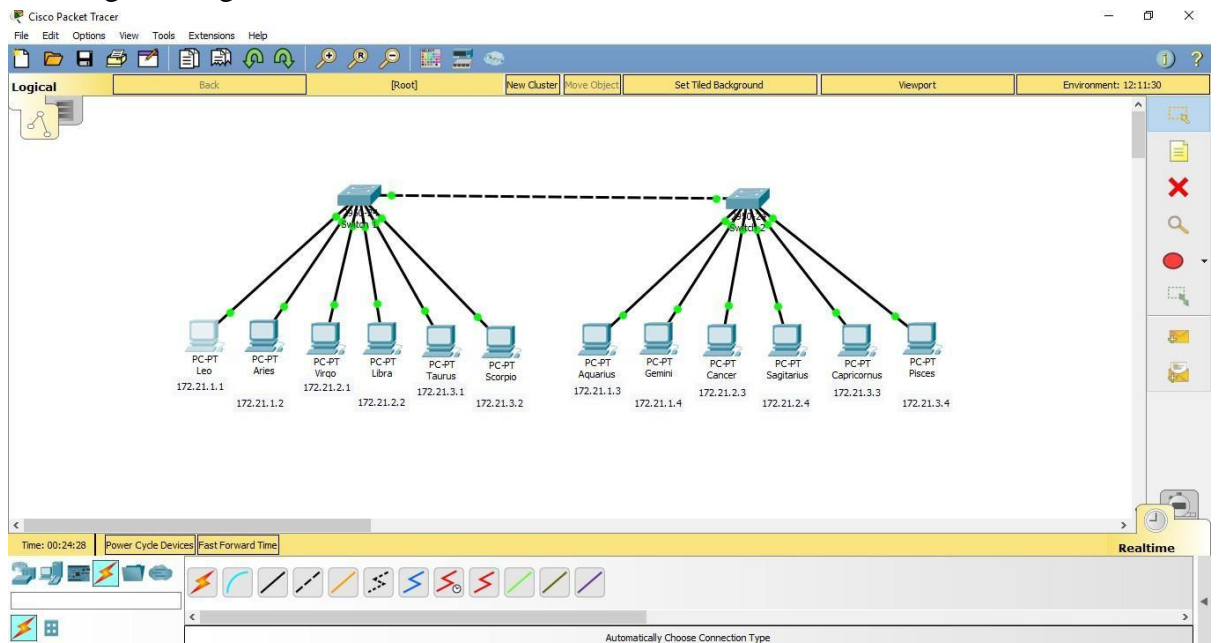 Cisco Packet Tracer
File Edit Options View Tools Extensions Help
Logical Back [Root] New Cluster Move Object Set Tiled Background Viewport Environment: 12:11:30
Switch 1
Switch 2
PC-PT Leo
172.21.1.1
PC-PT Aries
172.21.1.2
PC-PT Virgo
172.21.2.1
PC-PT Libra
172.21.2.2
PC-PT Taurus
172.21.3.1
PC-PT Scorpio
172.21.3.2
PC-PT Aquarius
172.21.1.3
PC-PT Gemini
172.21.1.4
PC-PT Cancer
172.21.2.3
PC-PT Sagitarius
172.21.2.4
PC-PT Capricornus
172.21.3.3
PC-PT Pisces
172.21.3.4
Time: 00:24:28 Power Cycle Devices Fast Forward Time Realtime
Automatically Choose Connection Type